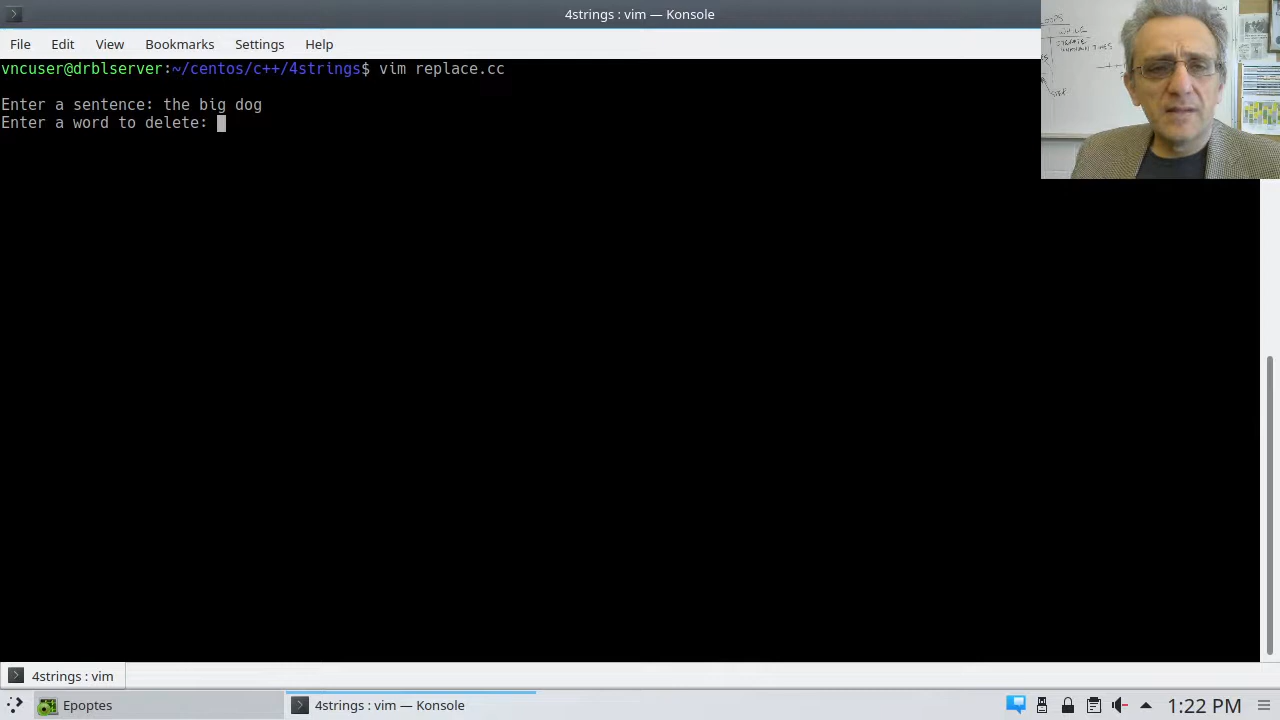 4strings : vim — Konsole
File Edit View Bookmarks Settings Help
vncuser@drblserver:~/centos/c++/4strings$ vim replace.cc
Enter a sentence: the big dog
Enter a word to delete:
4strings : vim
Epoptes
4strings : vim — Konsole
1:22 PM